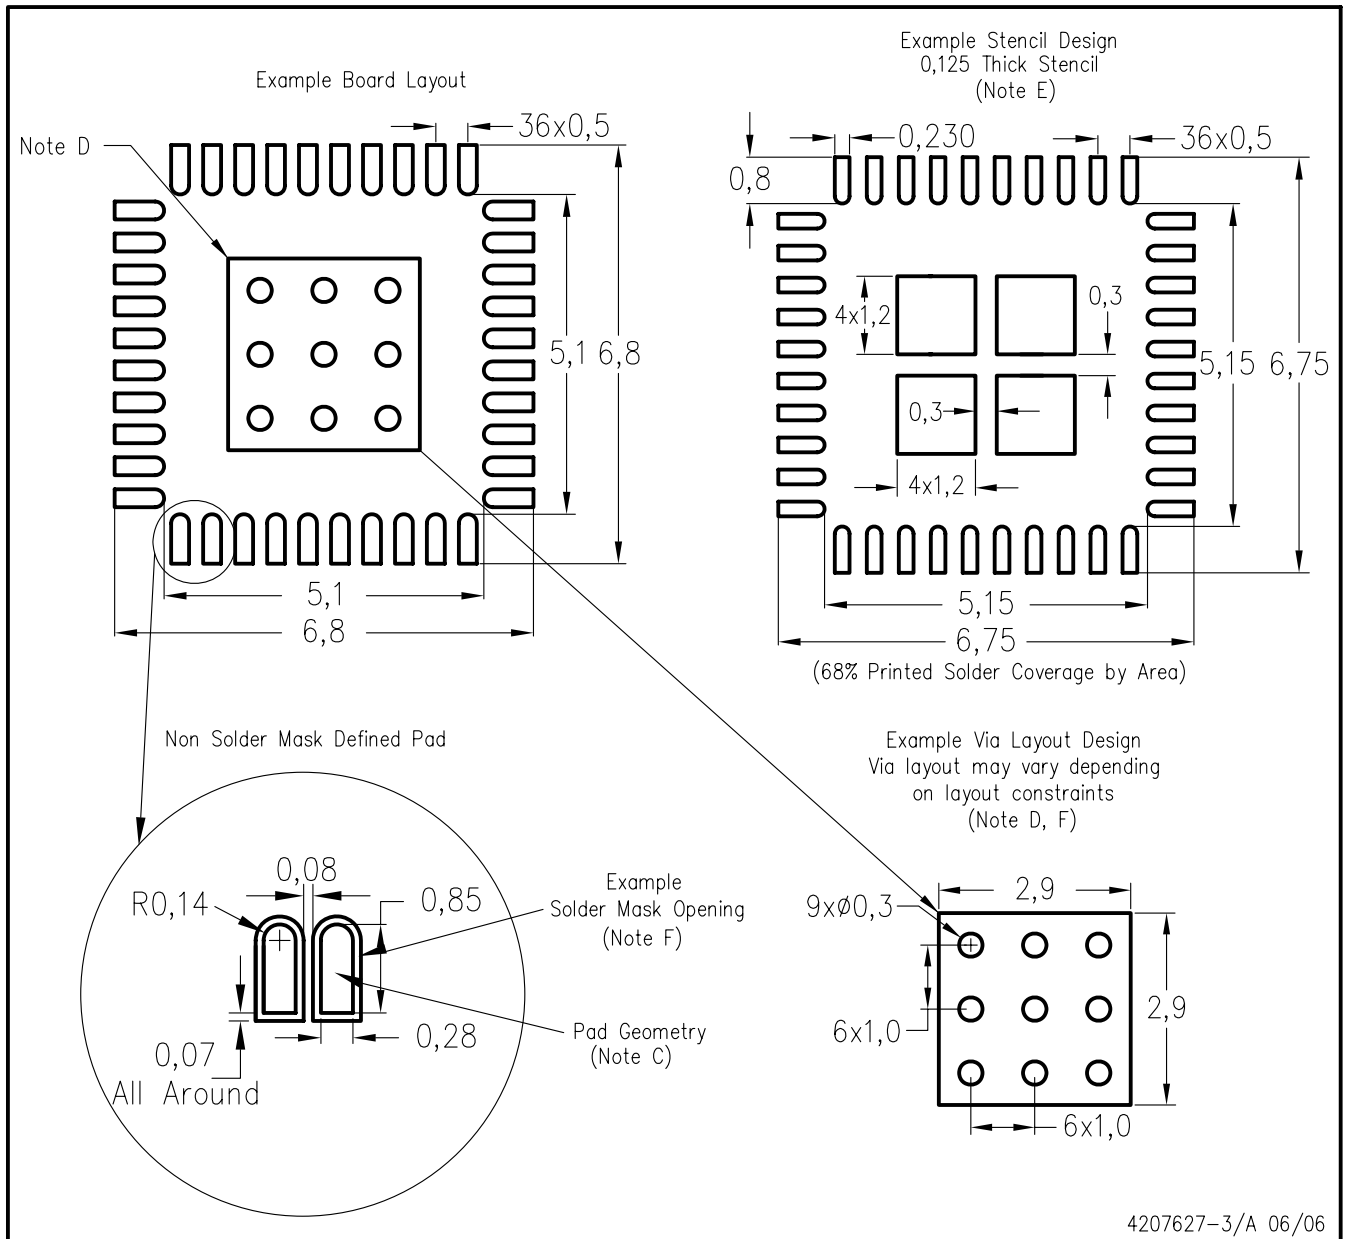 Example Board Layout
Note D
36x0,5
5,1
6,8
5,1
6,8
Example Stencil Design
0,125 Thick Stencil
(Note E)
0,230
36x0,5
0,8
4x1,2
0,3
0,3
4x1,2
5,15
6,75
5,15
6,75
(68% Printed Solder Coverage by Area)
Non Solder Mask Defined Pad
0,08
R0,14
0,85
Example
Solder Mask Opening
(Note F)
Pad Geometry
(Note C)
0,28
0,07
All Around
Example Via Layout Design
Via layout may vary depending
on layout constraints
(Note D, F)
2,9
9xø0,3
6x1,0
2,9
6x1,0
4207627-3/A 06/06